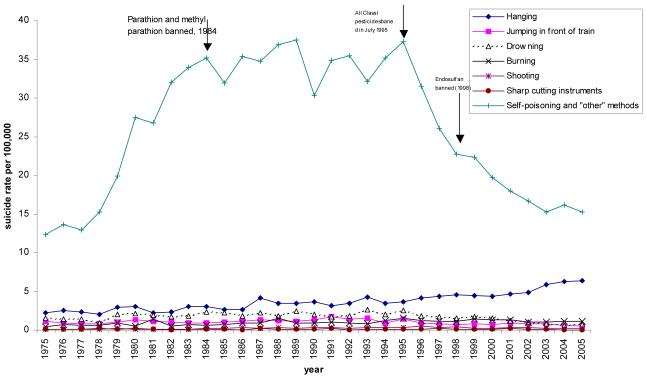 Parathion and methyl
parathion banned, 1984
All ClassI
pesticides bane
d in July 1995
Endosulfan
banned (1998)
Hanging
Jumping in front of train
Drowning
Burning
Shooting
Sharp cutting instruments
Self-poisoning and "other" methods
suicide rate per 100,000
40
35
30
25
20
15
10
5
0
1975 1976 1977 1978 1979 1980 1981 1982 1983 1984 1985 1986 1987 1988 1989 1990 1991 1992 1993 1994 1995 1996 1997 1998 1999 2000 2001 2002 2003 2004 2005
year